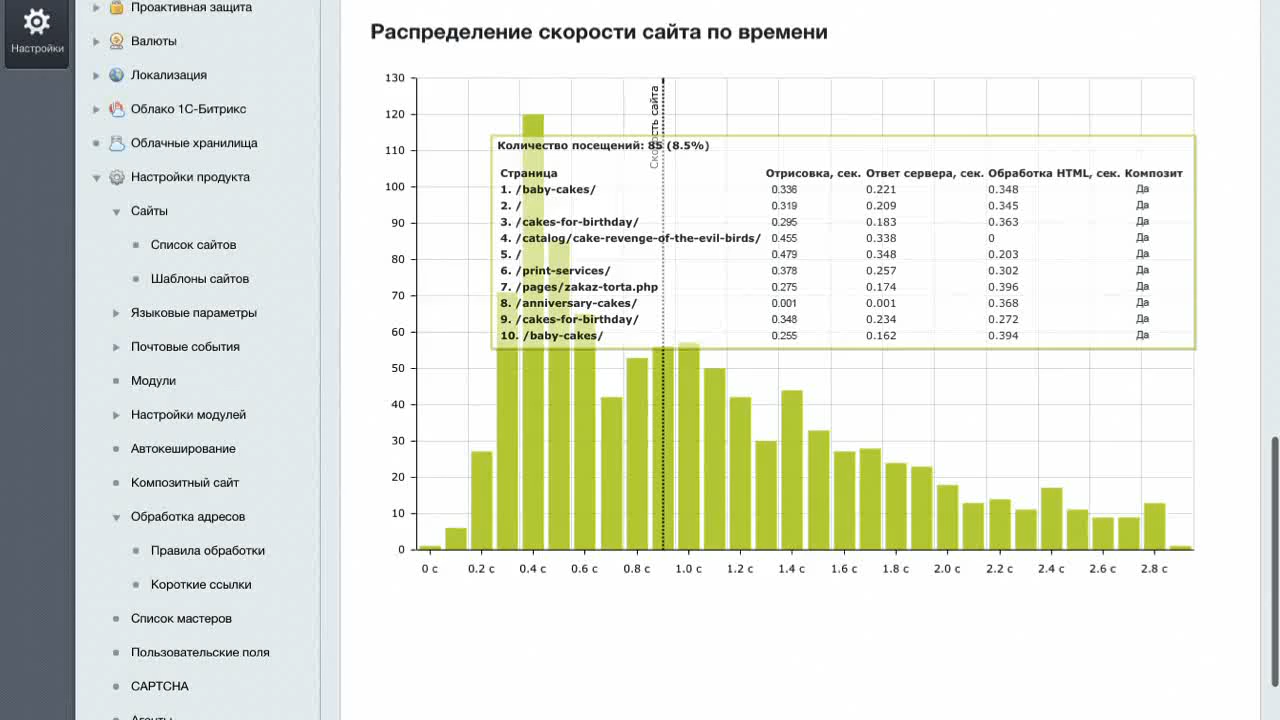 Настройки
Проактивная защита
Валюты
Локализация
Облако 1С-Битрикс
Облачные хранилища
Настройки продукта
Сайты
Список сайтов
Шаблоны сайтов
Языковые параметры
Почтовые события
Модули
Настройки модулей
Автокеширование
Композитный сайт
Обработка адресов
Правила обработки
Короткие ссылки
Список мастеров
Пользовательские поля
CAPTCHA
Агенты
Распределение скорости сайта по времени
130
120
110
100
90
80
70
60
50
40
30
20
10
0
Скорость сайта
Количество посещений: 85 (8.5%)
Страница Отрисовка, сек. Ответ сервера, сек. Обработка HTML, сек. Композит
1. /baby-cakes/ 0.336 0.221 0.348 Да
2. / 0.319 0.209 0.345 Да
3. /cakes-for-birthday/ 0.295 0.183 0.363 Да
4. /catalog/cake-revenge-of-the-evil-birds/ 0.455 0.338 0 Да
5. / 0.479 0.348 0.203 Да
6. /print-services/ 0.378 0.257 0.302 Да
7. /pages/zakaz-torta.php 0.275 0.174 0.396 Да
8. /anniversary-cakes/ 0.001 0.001 0.368 Да
9. /cakes-for-birthday/ 0.348 0.234 0.272 Да
10. /baby-cakes/ 0.255 0.162 0.394 Да
0 с 0.2 с 0.4 с 0.6 с 0.8 с 1.0 с 1.2 с 1.4 с 1.6 с 1.8 с 2.0 с 2.2 с 2.4 с 2.6 с 2.8 с